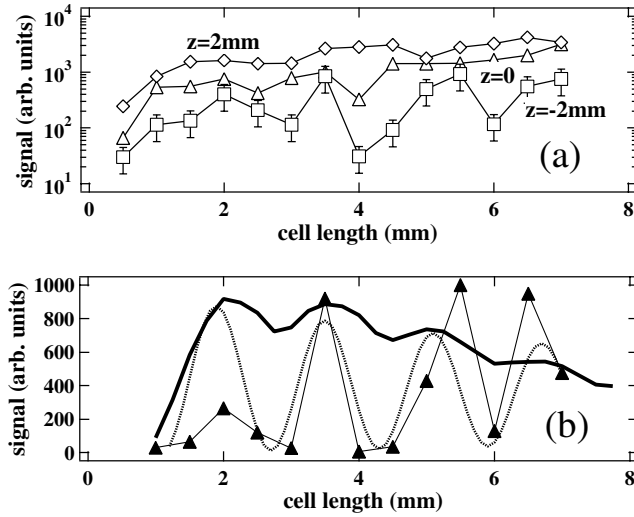 10⁴
10³
10²
10¹
signal (arb. units)
z=2mm
z=0
z=-2mm
(a)
0 2 4 6 8
cell length (mm)
1000
800
600
400
200
0
signal (arb. units)
(b)
0 2 4 6 8
cell length (mm)